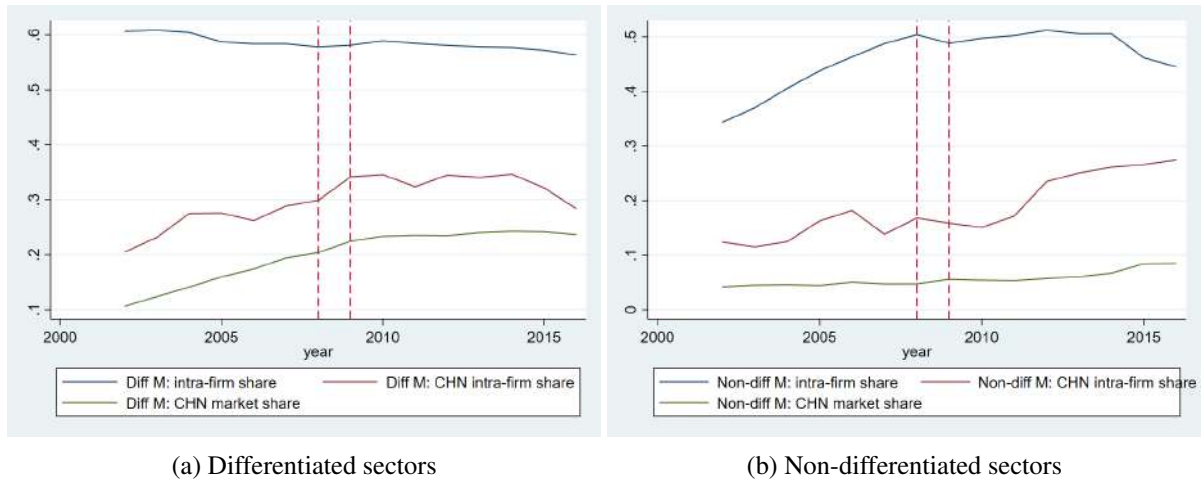 .6
.5
.4
.3
.2
.1
2000 2005 2010 2015
year
Diff M: intra-firm share Diff M: CHN intra-firm share
Diff M: CHN market share
(a) Differentiated sectors
.5
.4
.3
.2
.1
0
2000 2005 2010 2015
year
Non-diff M: intra-firm share Non-diff M: CHN intra-firm share
Non-diff M: CHN market share
(b) Non-differentiated sectors